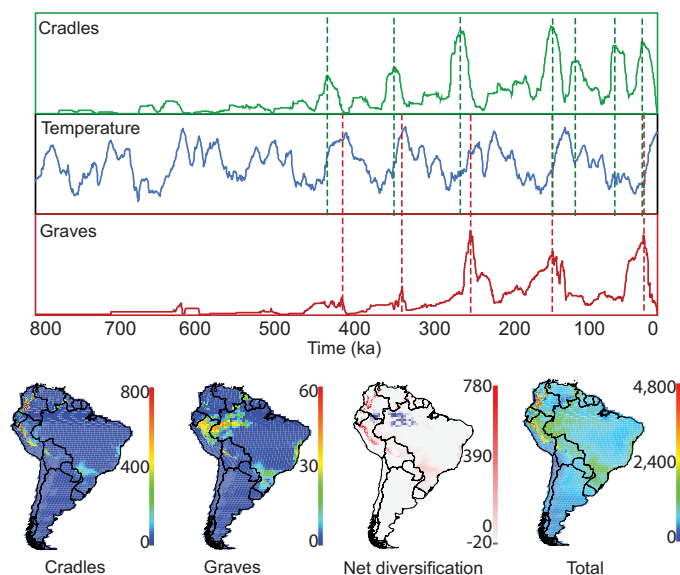 Cradles
Temperature
Graves
800 700 600 500 400 300 200 100 0
Time (ka)
800
400
0
60
30
0
780
390
0
-20
4,800
2,400
0
Cradles Graves Net diversification Total